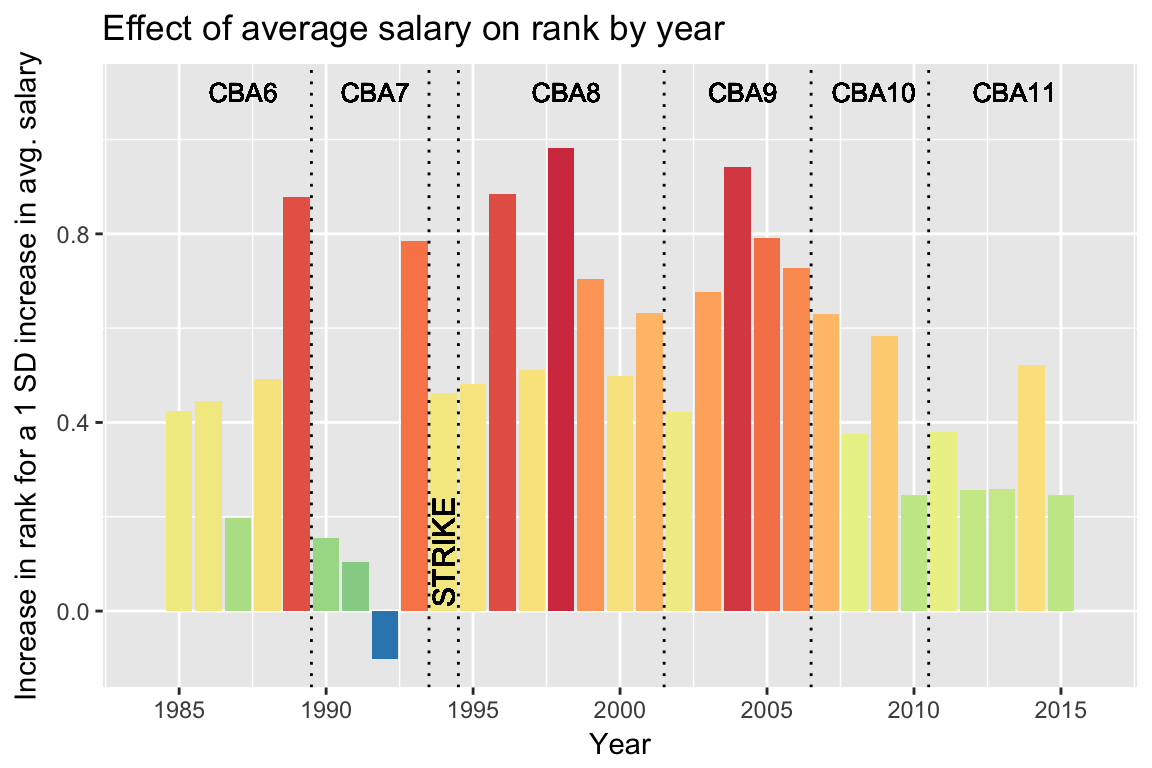 Effect of average salary on rank by year
Increase in rank for a 1 SD increase in avg. salary
CBA6 CBA7 CBA8 CBA9 CBA10 CBA11
0.8
0.4
0.0
STRIKE
1985 1990 1995 2000 2005 2010 2015
Year